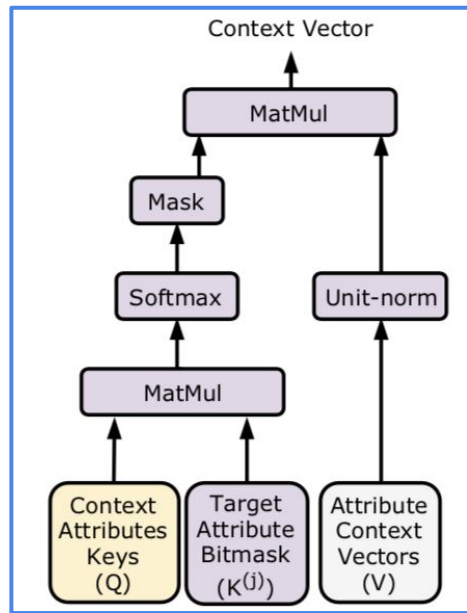 Context Vector
MatMul
Mask
Softmax
Unit-norm
MatMul
Context
Attributes
Keys
(Q)
Target
Attribute
Bitmask
(K^(j))
Attribute
Context
Vectors
(V)